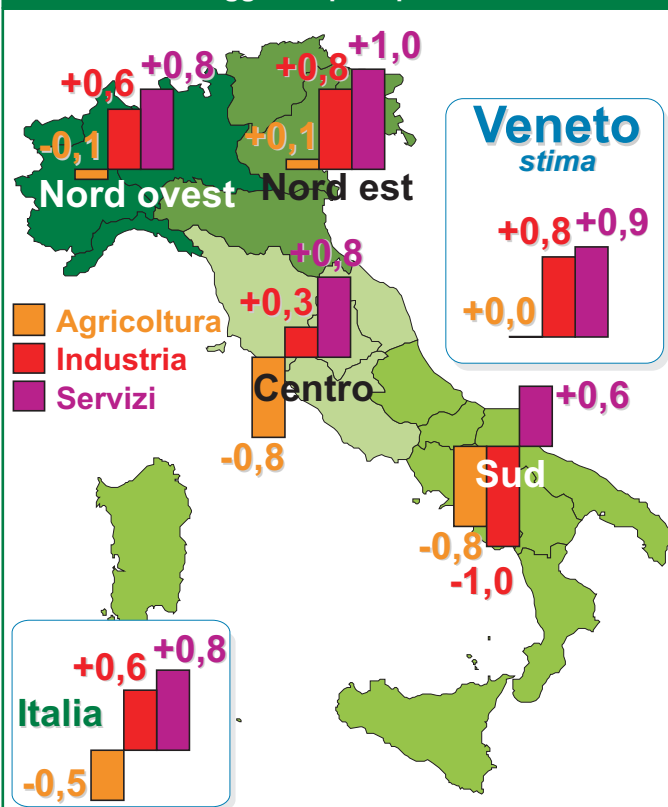 +0,6
+0,8
-0,1
Nord ovest
+1,0
+0,8
+0,1
Nord est
Veneto
stima
+0,8
+0,9
+0,0
+0,8
+0,3
Centro
-0,8
Agricoltura
Industria
Servizi
+0,6
Sud
-0,8
-1,0
+0,8
+0,6
Italia
-0,5